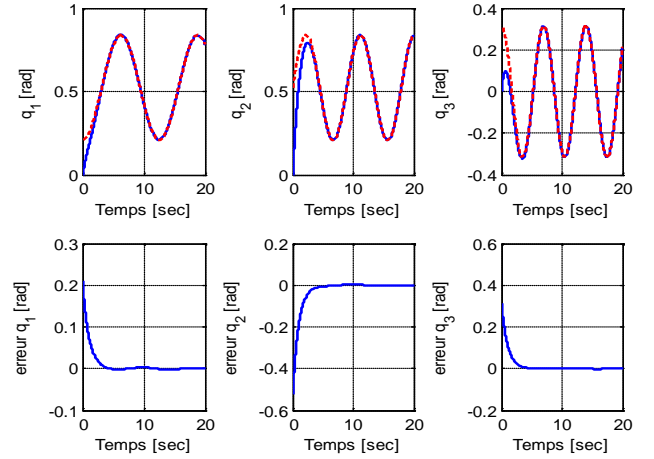 1
0.5
0
0 10 20
q1 [rad]
Temps [sec]
1
0.5
0
0 10 20
q2 [rad]
Temps [sec]
0.4
0.2
0
-0.2
-0.4
0 10 20
q3 [rad]
Temps [sec]
0.3
0.2
0.1
0
-0.1
0 10 20
erreur q1 [rad]
Temps [sec]
0.2
0
-0.2
-0.4
-0.6
0 10 20
erreur q2 [rad]
Temps [sec]
0.6
0.4
0.2
0
-0.2
0 10 20
erreur q3 [rad]
Temps [sec]